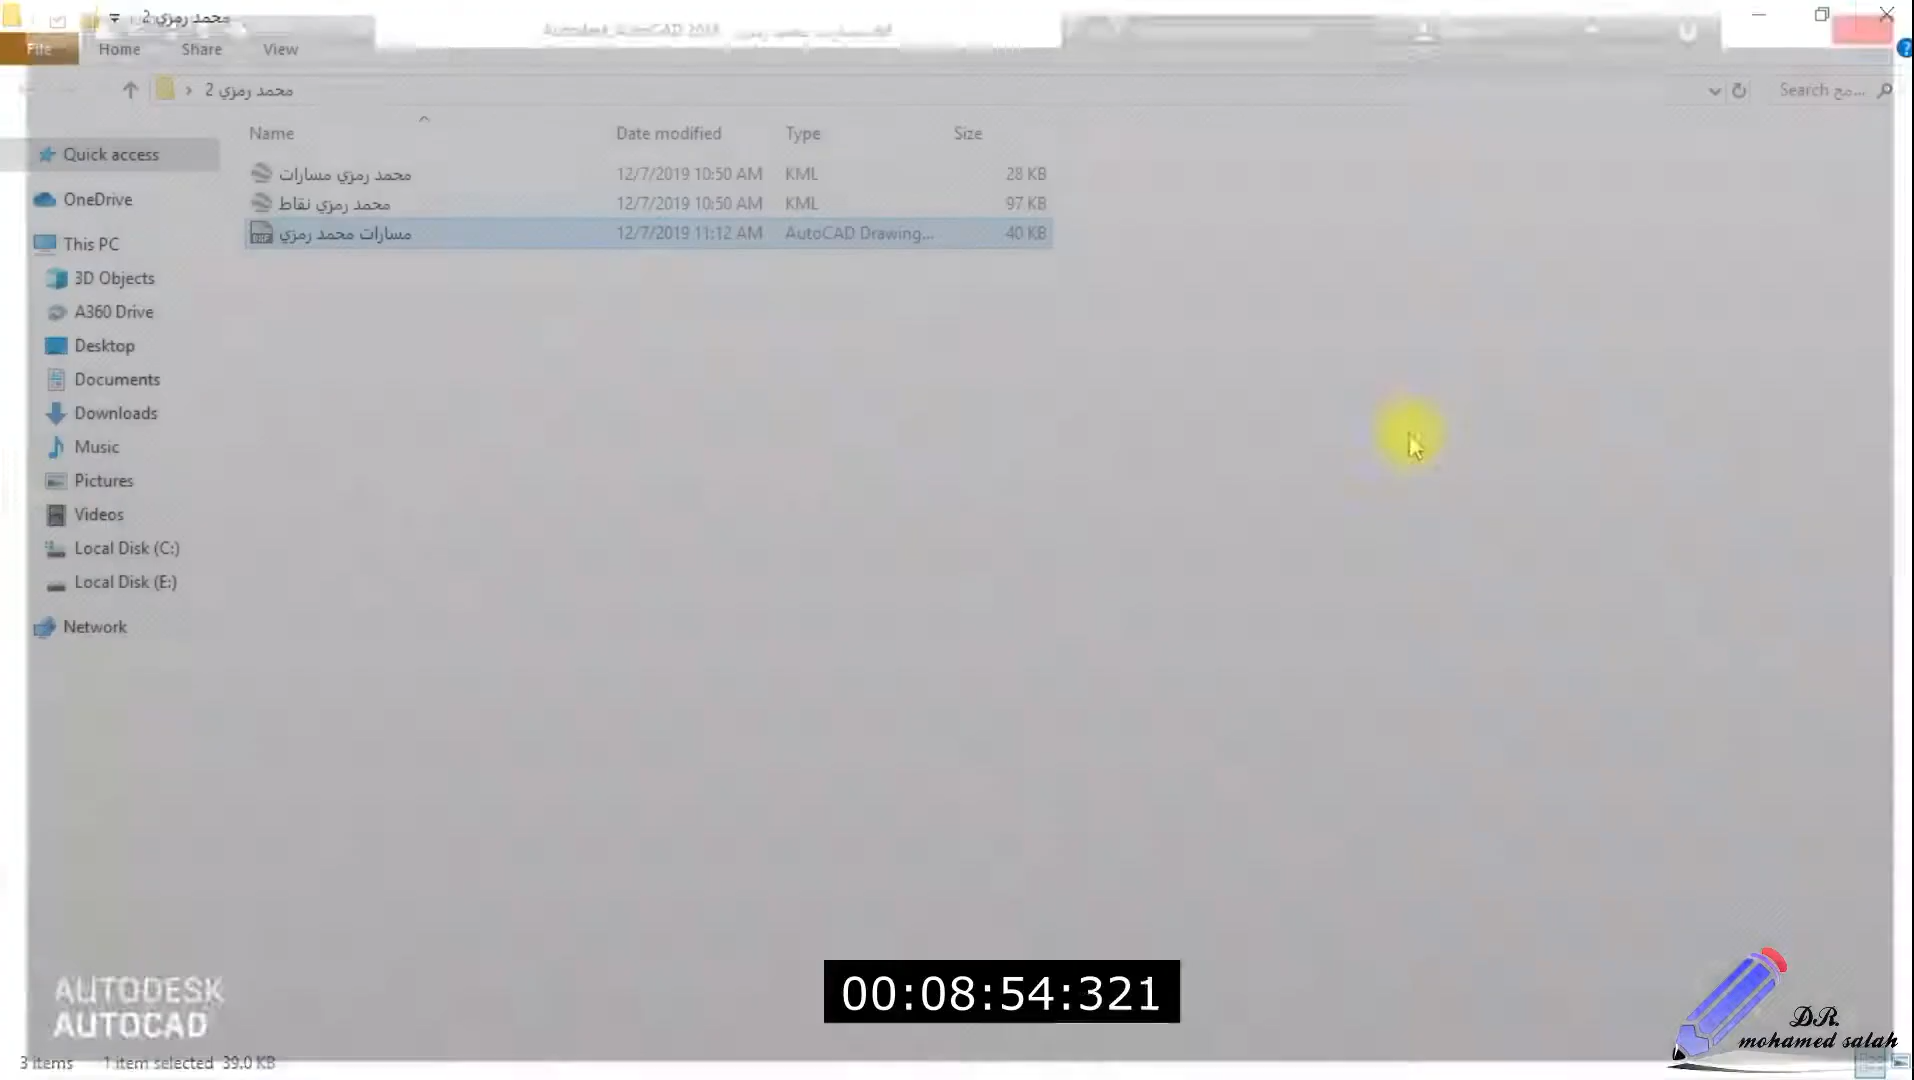 محمد رمزي 2
Autodesk AutoCAD 2018
File Home Share View
محمد رمزي 2
Search مح...
Name Date modified Type Size
محمد رمزي مسارات 12/7/2019 10:50 AM KML 28 KB
محمد رمزي نقاط 12/7/2019 10:50 AM KML 97 KB
مسارات محمد رمزي 12/7/2019 11:12 AM AutoCAD Drawing... 40 KB
Quick access
OneDrive
This PC
3D Objects
A360 Drive
Desktop
Documents
Downloads
Music
Pictures
Videos
Local Disk (C:)
Local Disk (E:)
Network
AUTODESK
AUTOCAD
00:08:54:321
DR.
mohamed salah
3 items 1 item selected 39.0 KB